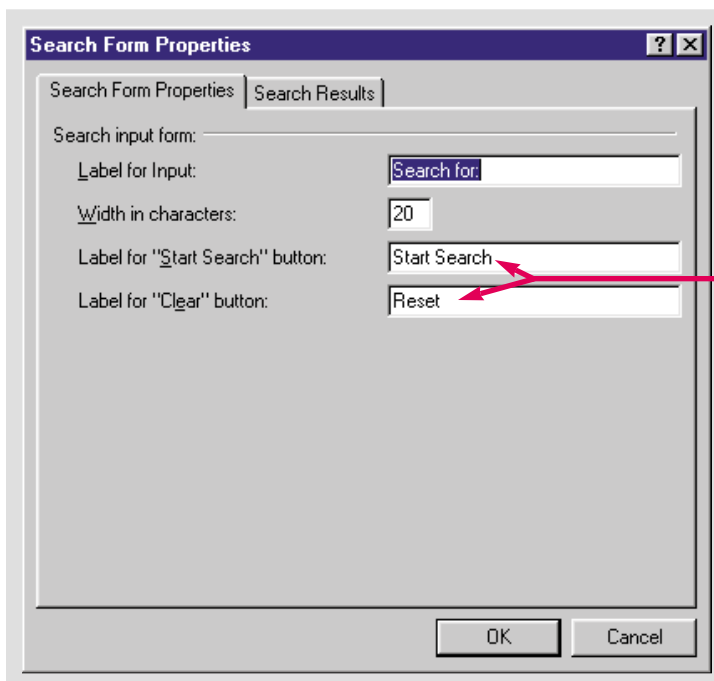 Search Form Properties
Search Form Properties Search Results
Search input form:
Label for Input: Search for:
Width in characters: 20
Label for "Start Search" button: Start Search
Label for "Clear" button: Reset
OK Cancel